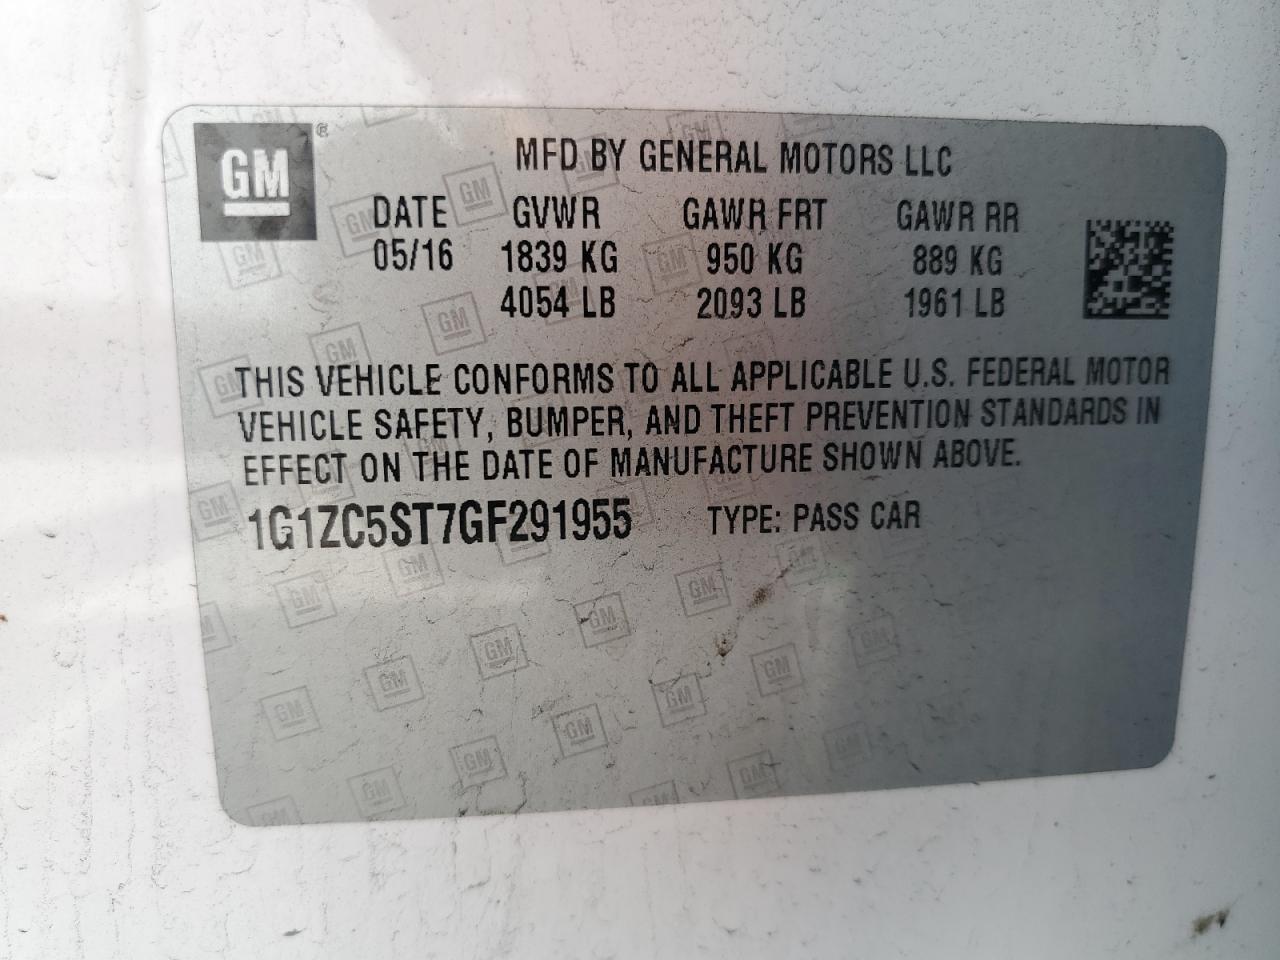 GM®
MFD BY GENERAL MOTORS LLC
DATE GVWR GAWR FRT GAWR RR
05/16 1839 KG 950 KG 889 KG
4054 LB 2093 LB 1961 LB
THIS VEHICLE CONFORMS TO ALL APPLICABLE U.S. FEDERAL MOTOR
VEHICLE SAFETY, BUMPER, AND THEFT PREVENTION STANDARDS IN
EFFECT ON THE DATE OF MANUFACTURE SHOWN ABOVE.
1G1ZC5ST7GF291955 TYPE: PASS CAR